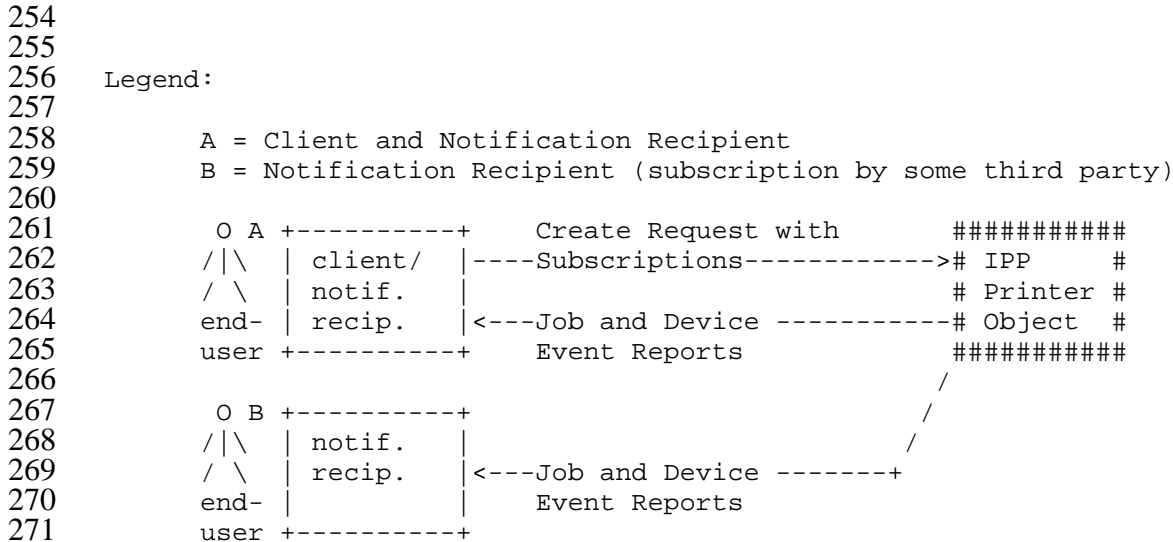 254
255
256 Legend:
257
258 A = Client and Notification Recipient
259 B = Notification Recipient (subscription by some third party)
260
261 O A +----------+ Create Request with ###########
262 /|\ | client/ |----Subscriptions------------># IPP #
263 / \ | notif. | # Printer #
264 end- | recip. |<---Job and Device -----------# Object #
265 user +----------+ Event Reports ###########
266 /
267 O B +----------+ /
268 /|\ | notif. | /
269 / \ | recip. |<---Job and Device -------+
270 end- | | Event Reports
271 user +----------+